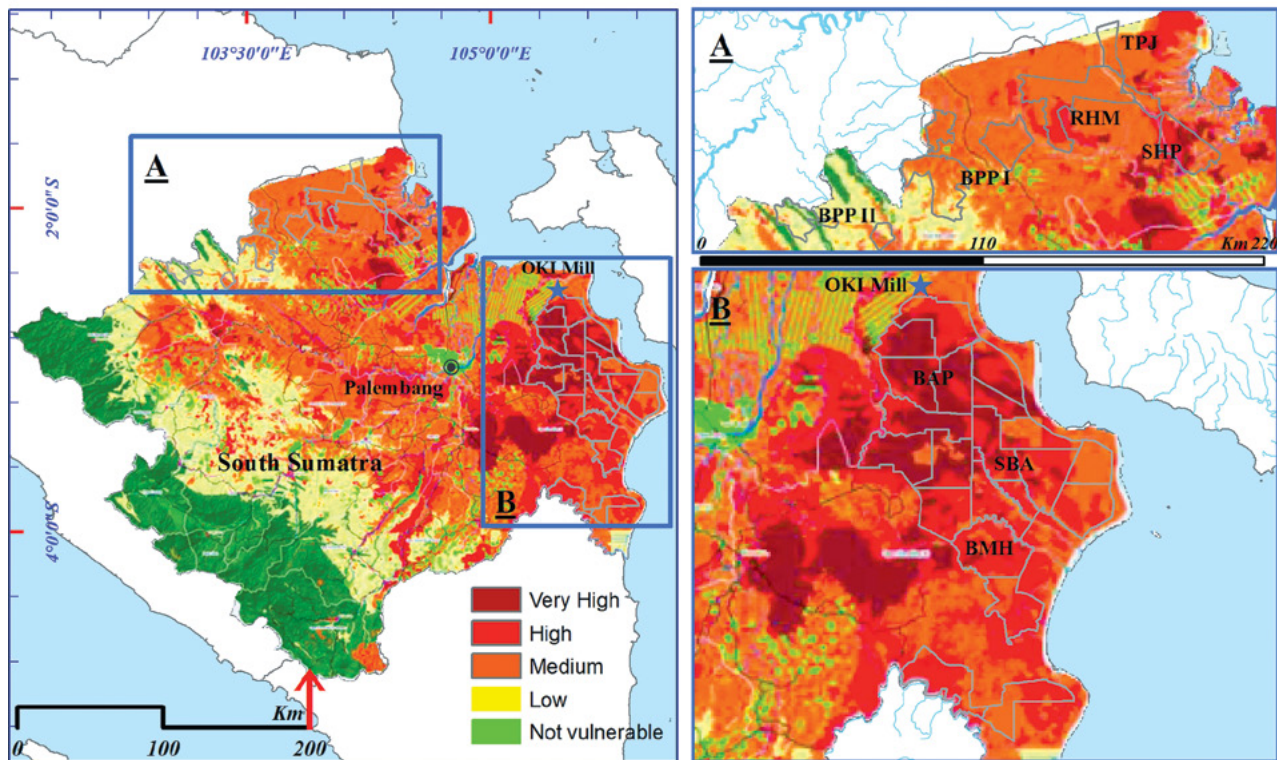 103°30'0"E
105°0'0"E
2°0'0"S
4°0'0"S
A
OKI Mill
Palembang
South Sumatra
B
Very High
High
Medium
Low
Not vulnerable
Km
0
100
200
A
TPJ
RHM
SHP
BPP I
BPP II
0
110
Km 220
B
OKI Mill
BAP
SBA
BMH